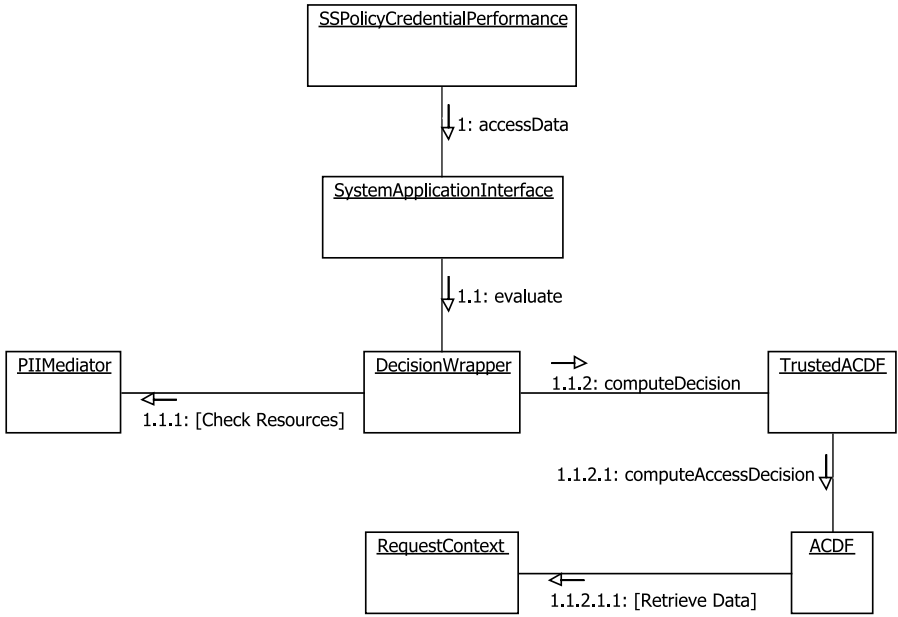 SSPolicyCredentialPerformance
1: accessData
SystemApplicationInterface
1.1: evaluate
PIIMediator
DecisionWrapper
TrustedACDF
1.1.2: computeDecision
1.1.1: [Check Resources]
1.1.2.1: computeAccessDecision
RequestContext
ACDF
1.1.2.1.1: [Retrieve Data]